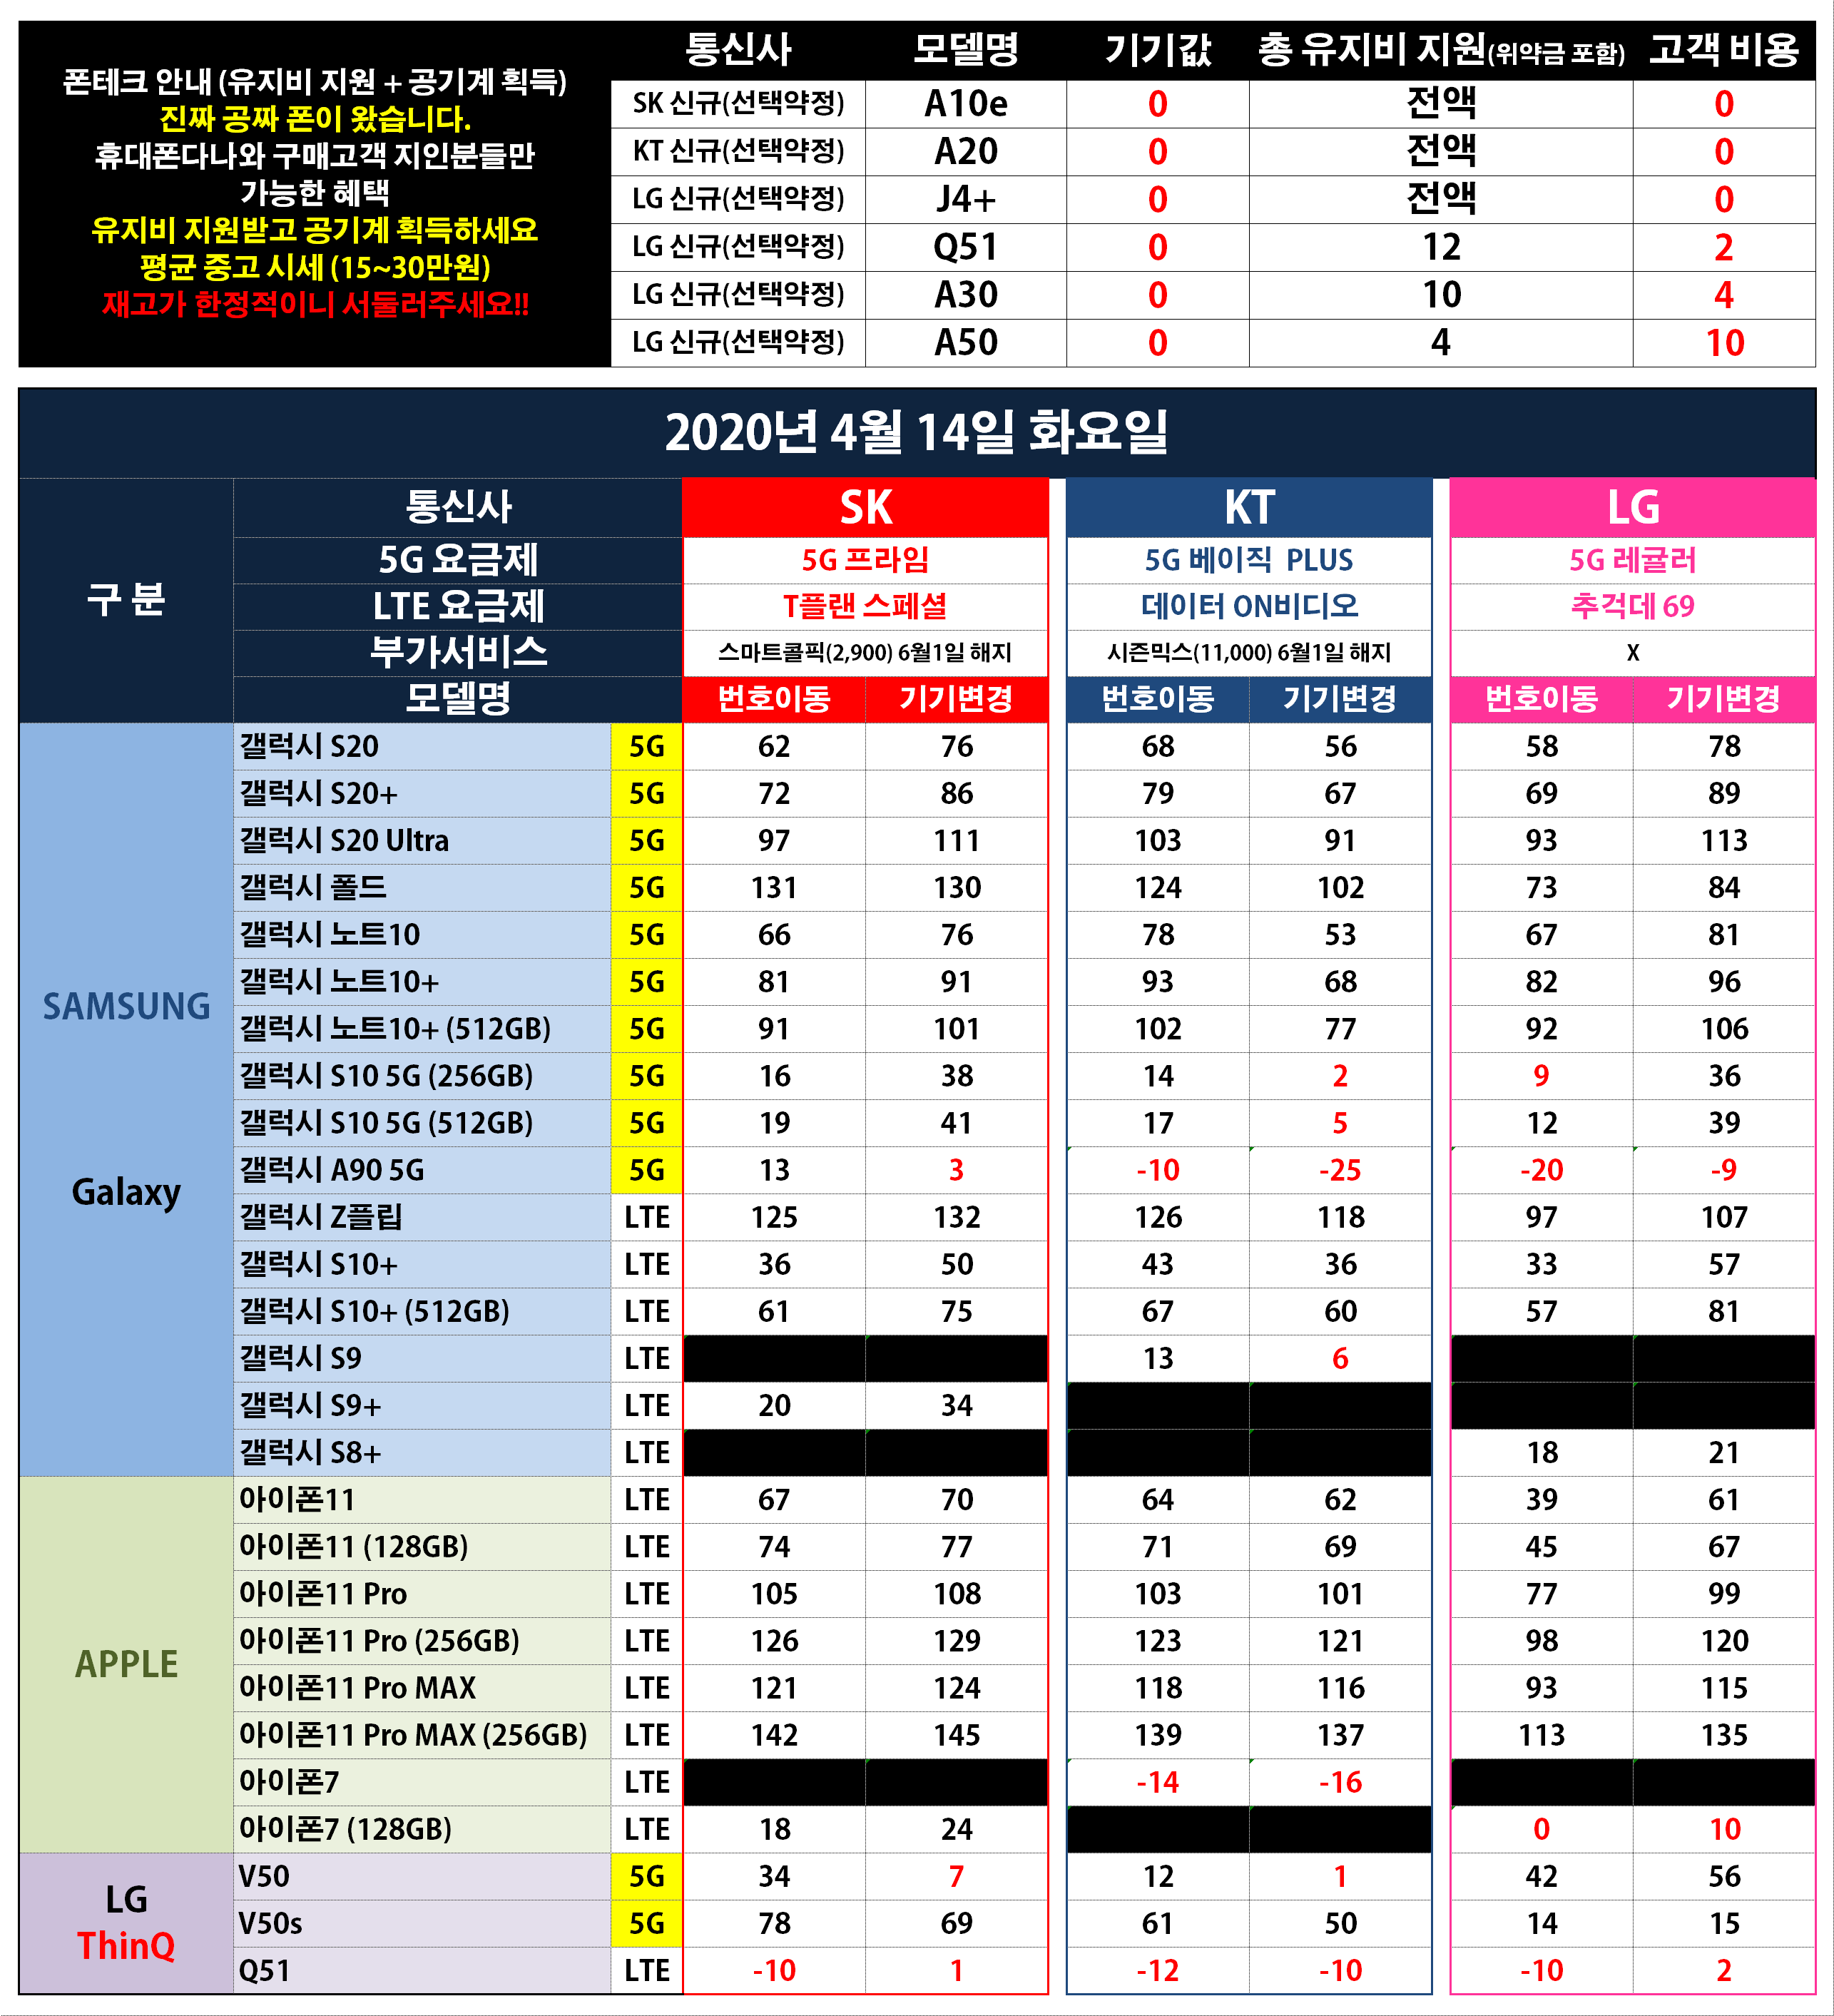 폰테크 안내 (유지비 지원 + 공기계 획득)
진짜 공짜 폰이 왔습니다.
휴대폰다나와 구매고객 지인분들만
가능한 혜택
유지비 지원받고 공기계 획득하세요
평균 중고 시세 (15~30만원)
재고가 한정적이니 서둘러주세요!!
통신사 모델명 기기값 총 유지비 지원(위약금 포함) 고객 비용
SK 신규(선택약정) A10e 0 전액 0
KT 신규(선택약정) A20 0 전액 0
LG 신규(선택약정) J4+ 0 전액 0
LG 신규(선택약정) Q51 0 12 2
LG 신규(선택약정) A30 0 10 4
LG 신규(선택약정) A50 0 4 10
2020년 4월 14일 화요일
구 분
통신사 SK KT LG
5G 요금제 5G 프라임 5G 베이직 PLUS 5G 레귤러
LTE 요금제 T플랜 스페셜 데이터 ON비디오 추걱데 69
부가서비스 스마트콜픽(2,900) 6월1일 해지 시즌믹스(11,000) 6월1일 해지 X
모델명 번호이동 기기변경 번호이동 기기변경 번호이동 기기변경
SAMSUNG
Galaxy
갤럭시 S20 5G 62 76 68 56 58 78
갤럭시 S20+ 5G 72 86 79 67 69 89
갤럭시 S20 Ultra 5G 97 111 103 91 93 113
갤럭시 폴드 5G 131 130 124 102 73 84
갤럭시 노트10 5G 66 76 78 53 67 81
갤럭시 노트10+ 5G 81 91 93 68 82 96
갤럭시 노트10+ (512GB) 5G 91 101 102 77 92 106
갤럭시 S10 5G (256GB) 5G 16 38 14 2 9 36
갤럭시 S10 5G (512GB) 5G 19 41 17 5 12 39
갤럭시 A90 5G 5G 13 3 -10 -25 -20 -9
갤럭시 Z플립 LTE 125 132 126 118 97 107
갤럭시 S10+ LTE 36 50 43 36 33 57
갤럭시 S10+ (512GB) LTE 61 75 67 60 57 81
갤럭시 S9 LTE 13 6
갤럭시 S9+ LTE 20 34
갤럭시 S8+ LTE 18 21
APPLE
아이폰11 LTE 67 70 64 62 39 61
아이폰11 (128GB) LTE 74 77 71 69 45 67
아이폰11 Pro LTE 105 108 103 101 77 99
아이폰11 Pro (256GB) LTE 126 129 123 121 98 120
아이폰11 Pro MAX LTE 121 124 118 116 93 115
아이폰11 Pro MAX (256GB) LTE 142 145 139 137 113 135
아이폰7 LTE -14 -16
아이폰7 (128GB) LTE 18 24 0 10
LG
ThinQ
V50 5G 34 7 12 1 42 56
V50s 5G 78 69 61 50 14 15
Q51 LTE -10 1 -12 -10 -10 2